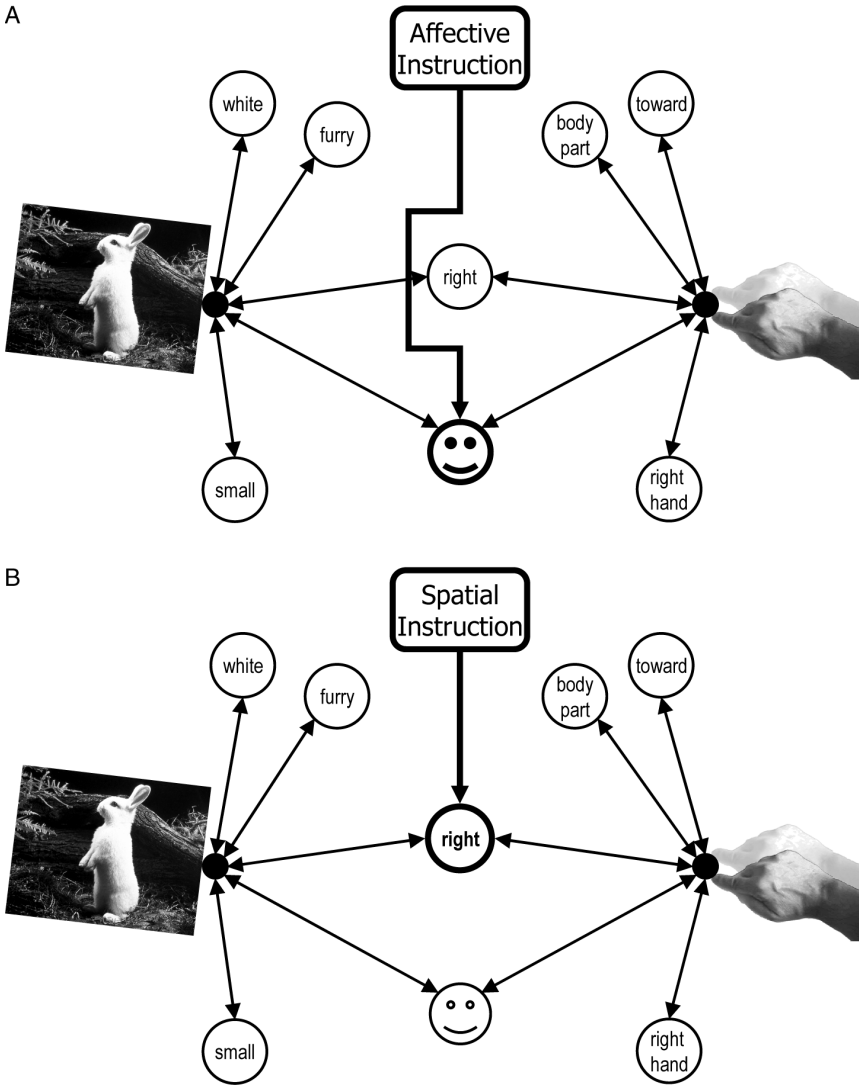 A
Affective
Instruction
white
furry
body
part
toward
right
small
right
hand
B
Spatial
Instruction
white
furry
body
part
toward
right
small
right
hand